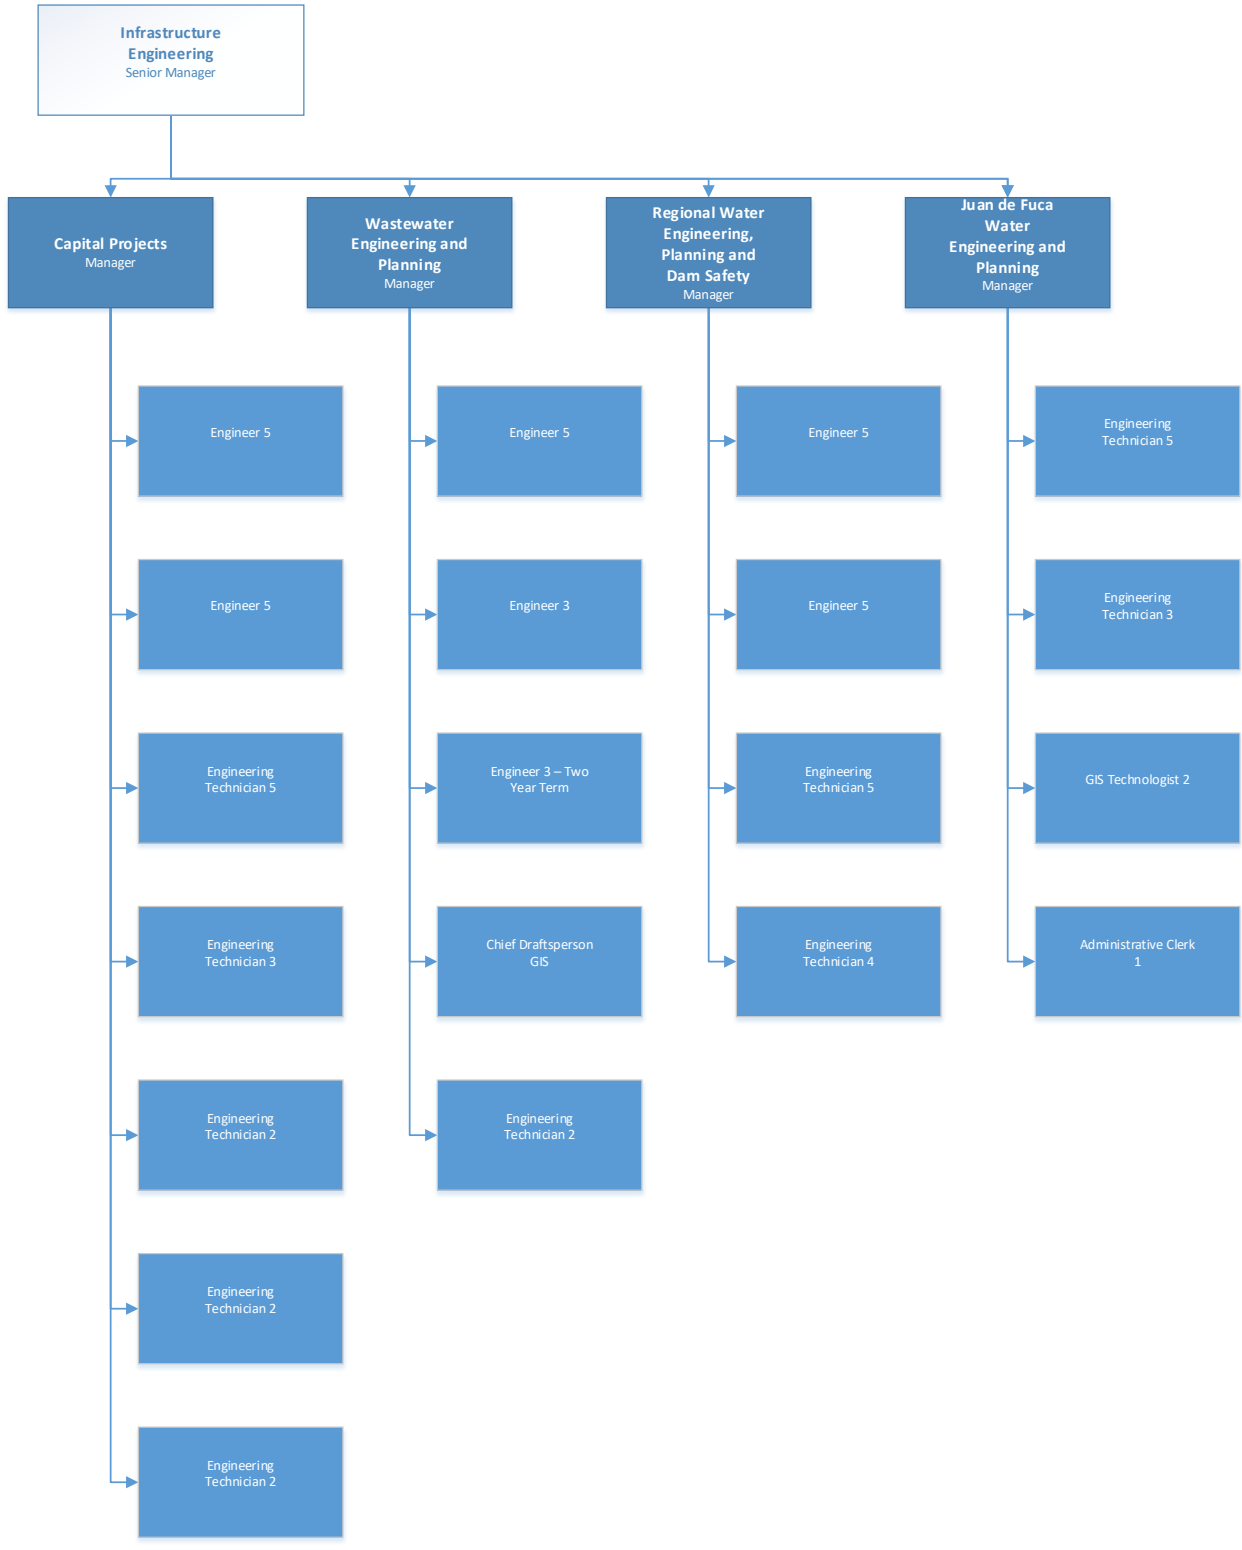 Infrastructure
Engineering
Senior Manager
Capital Projects
Manager
Wastewater
Engineering and
Planning
Manager
Regional Water
Engineering,
Planning and
Dam Safety
Manager
Juan de Fuca
Water
Engineering and
Planning
Manager
Engineer 5
Engineer 5
Engineering
Technician 5
Engineering
Technician 3
Engineering
Technician 2
Engineering
Technician 2
Engineering
Technician 2
Engineer 5
Engineer 3
Engineer 3 – Two
Year Term
Chief Draftsperson
GIS
Engineering
Technician 2
Engineer 5
Engineer 5
Engineering
Technician 5
Engineering
Technician 4
Engineering
Technician 5
Engineering
Technician 3
GIS Technologist 2
Administrative Clerk
1